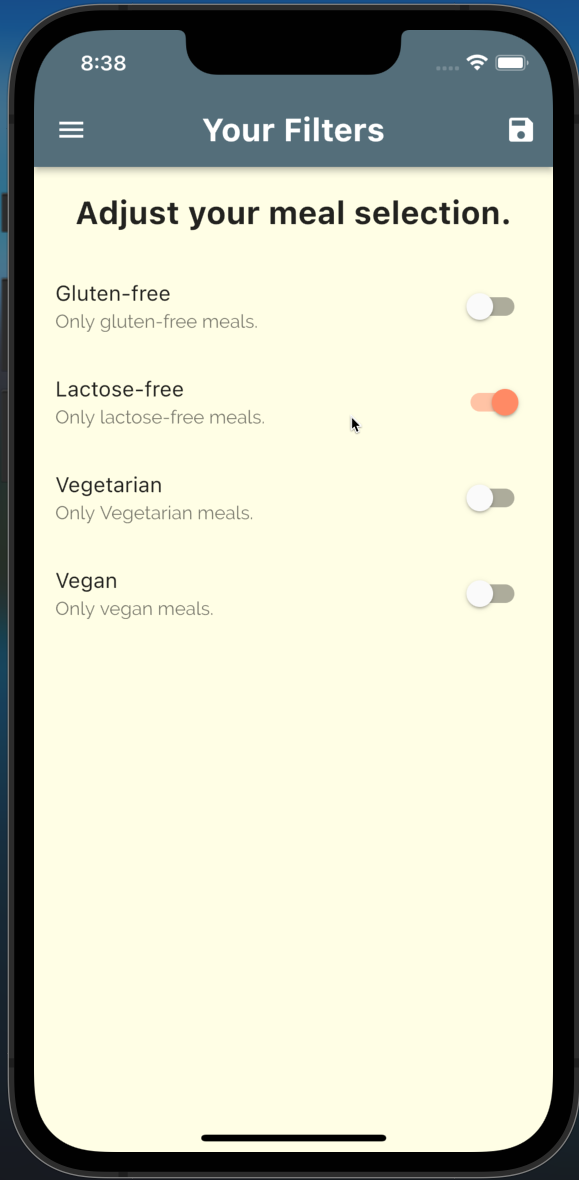 8:38
Your Filters
Adjust your meal selection.
Gluten-free
Only gluten-free meals.
Lactose-free
Only lactose-free meals.
Vegetarian
Only Vegetarian meals.
Vegan
Only vegan meals.